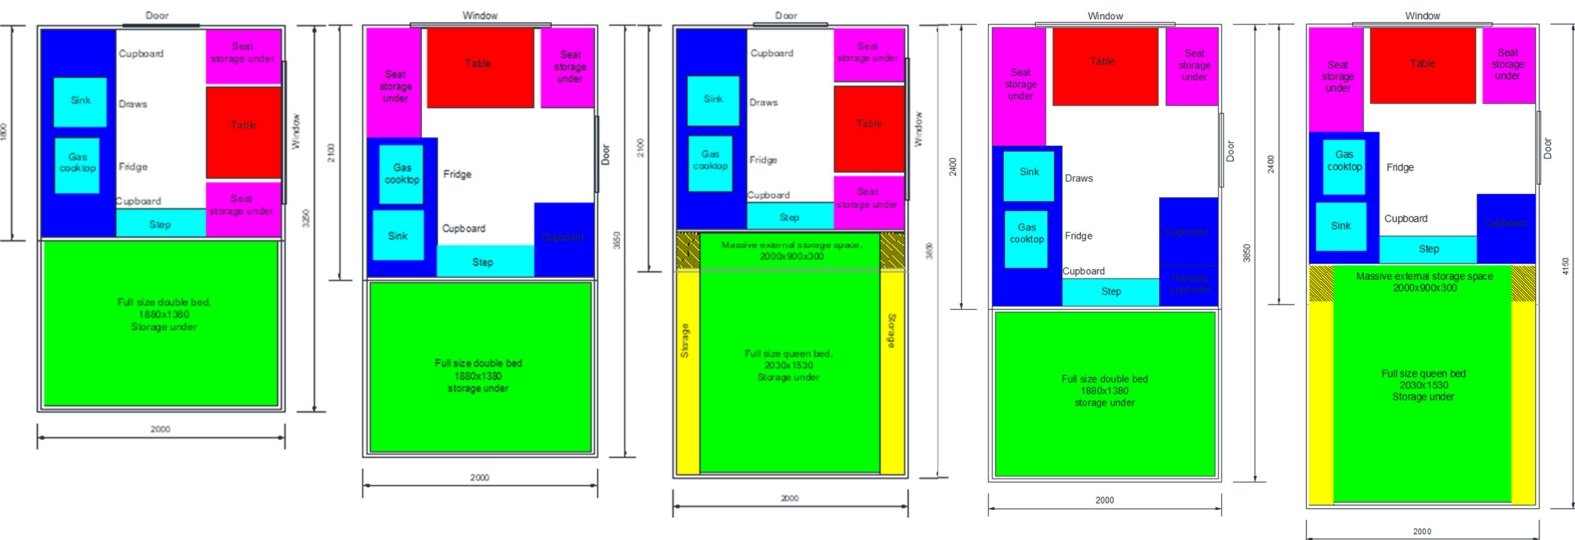 Door
Cupboard
Seat
storage under
Sink
Draws
Table
Window
1800
Gas
cooktop
Fridge
Cupboard
Seat
storage under
Step
3250
Full size double bed,
1880x1380
Storage under
2000
Window
Seat
storage
under
Table
Seat
storage
under
2100
Door
Gas
cooktop
Fridge
Sink
Cupboard
Cupboard
Step
3550
Full size double bed
1880x1380
storage under
2000
Door
Cupboard
Seat
storage under
Sink
Draws
Table
Window
2100
Gas
cooktop
Fridge
Cupboard
Seat
storage under
Step
Massive external storage space,
2000x900x300
3850
Storage
Full size queen bed,
2030x1530
Storage under
Storage
2000
Window
Seat
storage
under
Table
Seat
storage
under
2400
Door
Sink
Draws
Gas
cooktop
Fridge
Cupboard
Cupboard
Hanging
cupboard
Step
3850
Full size double bed
1880x1380
storage under
2000
Window
Seat
storage
under
Table
Seat
storage
under
2400
Door
Gas
cooktop
Fridge
Sink
Cupboard
Cupboard
Step
4150
Massive external storage space
2000x900x300
Full size queen bed
2030x1530
Storage under
2000